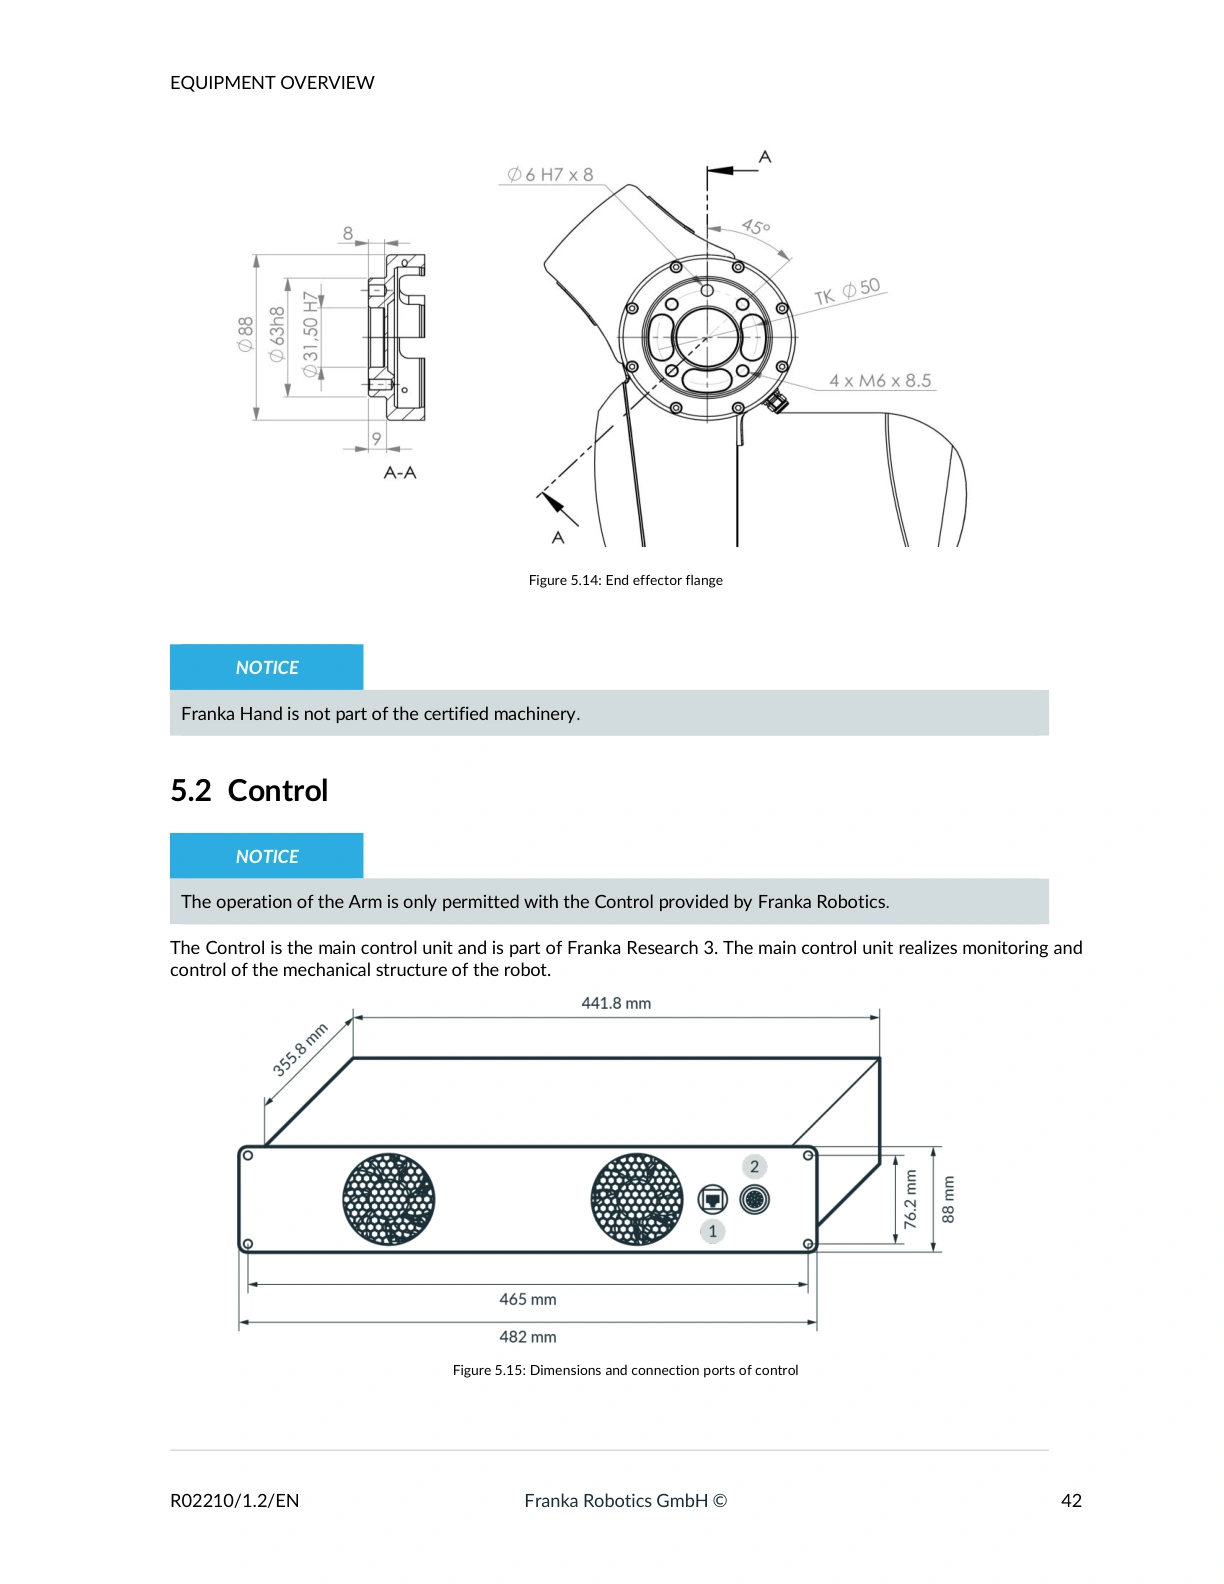 EQUIPMENT OVERVIEW
∅ 6 H7 x 8
A
45°
8
TK ∅ 50
∅ 88
∅ 63h8
∅ 31,50 H7
4 x M6 x 8.5
9
A-A
A
Figure 5.14: End effector flange
NOTICE
Franka Hand is not part of the certified machinery.
5.2 Control
NOTICE
The operation of the Arm is only permitted with the Control provided by Franka Robotics.
The Control is the main control unit and is part of Franka Research 3. The main control unit realizes monitoring and
control of the mechanical structure of the robot.
441.8 mm
355.8 mm
2
1
76.2 mm
88 mm
465 mm
482 mm
Figure 5.15: Dimensions and connection ports of control
R02210/1.2/EN
Franka Robotics GmbH ©
42